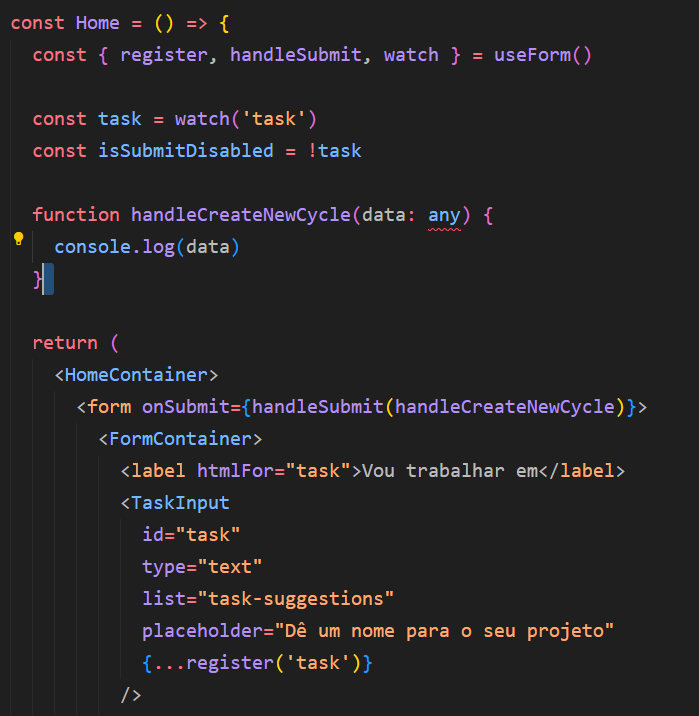 const Home = () => {
  const { register, handleSubmit, watch } = useForm()

  const task = watch('task')
  const isSubmitDisabled = !task

  function handleCreateNewCycle(data: any) {
    console.log(data)
  }

  return (
    <HomeContainer>
      <form onSubmit={handleSubmit(handleCreateNewCycle)}>
        <FormContainer>
          <label htmlFor="task">Vou trabalhar em</label>
          <TaskInput
            id="task"
            type="text"
            list="task-suggestions"
            placeholder="Dê um nome para o seu projeto"
            {...register('task')}
          />